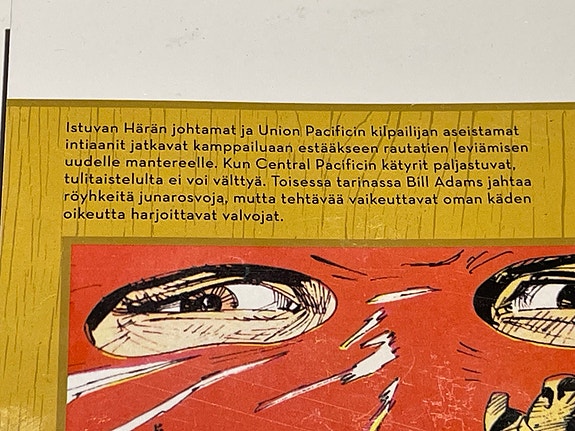 Istuvan Härän johtamat ja Union Pacificin kilpailijan aseistamat
intiaanit jatkavat kamppailuaan estääkseen rautatien leviämisen
uudelle mantereelle. Kun Central Pacificin kätyrit paljastuvat,
tulitaistelulta ei voi välttyä. Toisessa tarinassa Bill Adams jahtaa
röyhkeitä junarosvoja, mutta tehtävää vaikeuttavat oman käden
oikeutta harjoittavat valvojat.